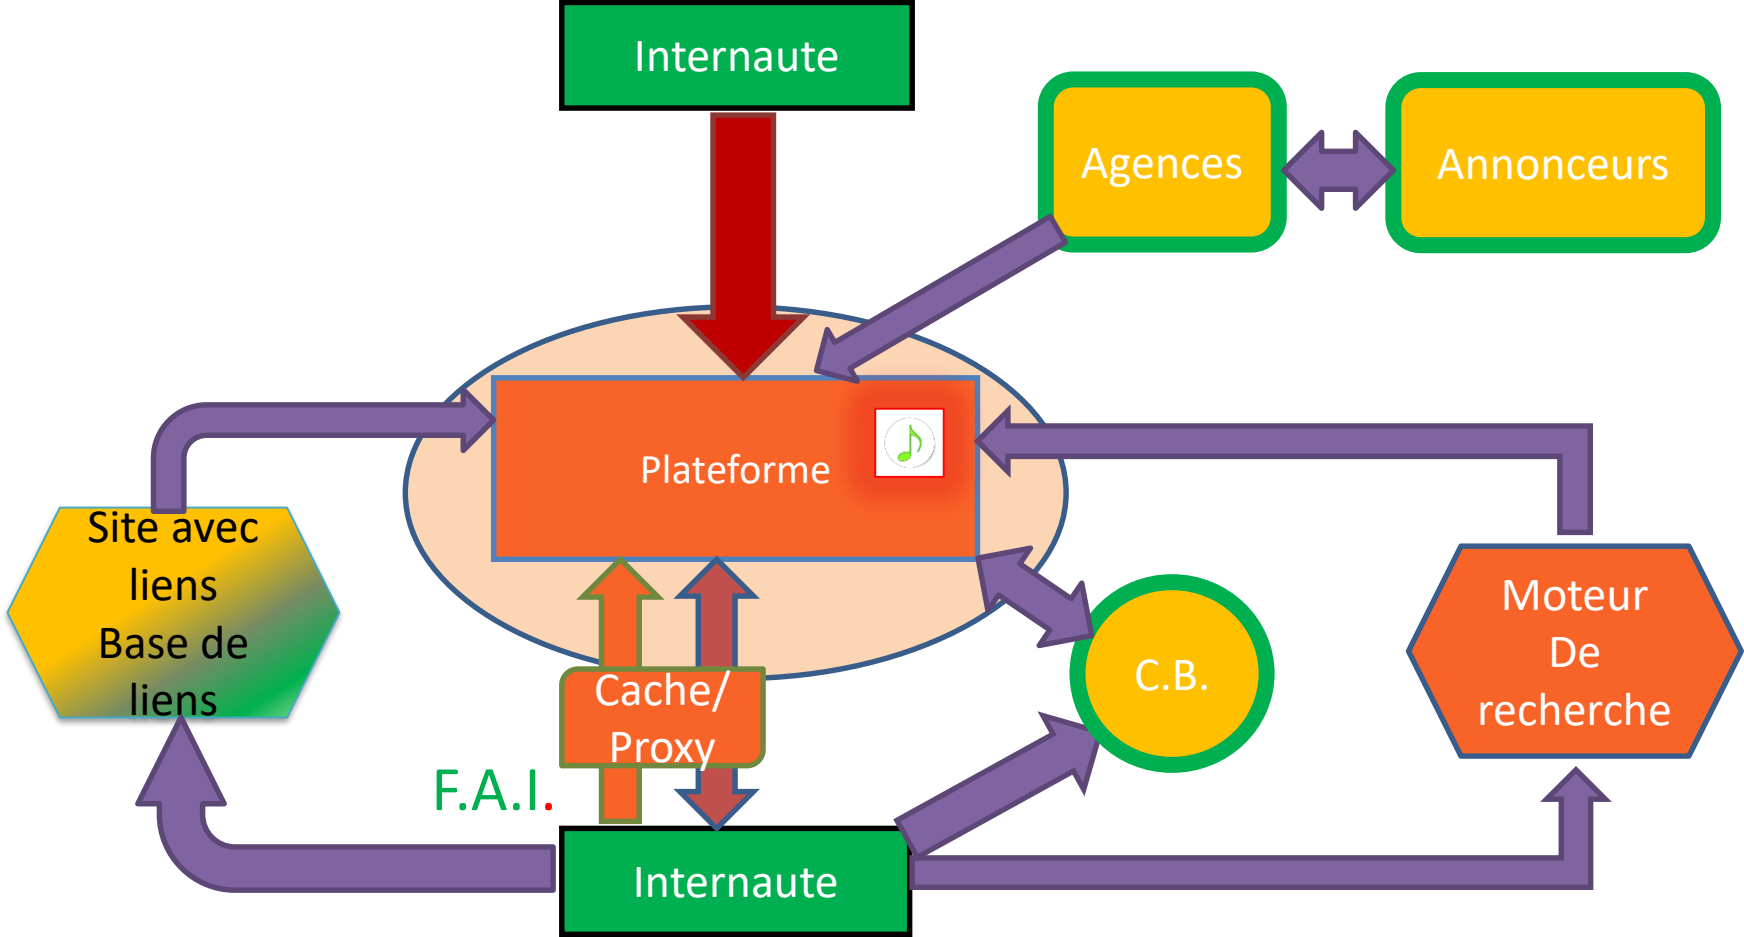 Internaute
Agences
Annonceurs
Plateforme
Site avec
liens
Base de
liens
Moteur
De
recherche
C.B.
Cache/
Proxy
F.A.I.
Internaute